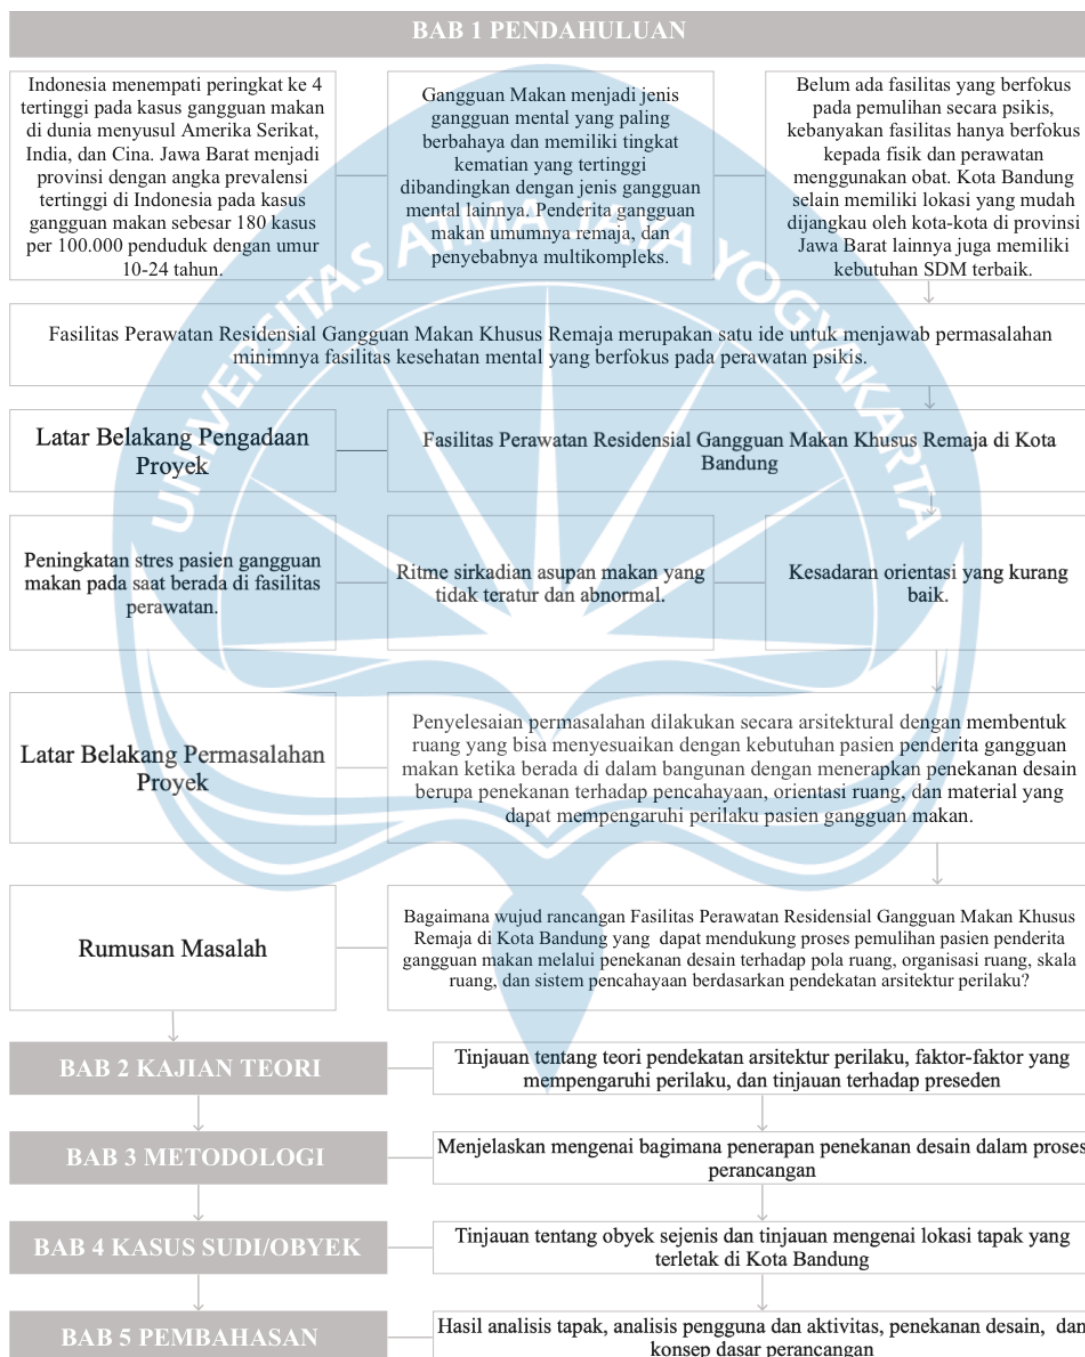 BAB 1 PENDAHULUAN
Indonesia menempati peringkat ke 4
tertinggi pada kasus gangguan makan
di dunia menyusul Amerika Serikat,
India, dan Cina. Jawa Barat menjadi
provinsi dengan angka prevalensi
tertinggi di Indonesia pada kasus
gangguan makan sebesar 180 kasus
per 100.000 penduduk dengan umur
10-24 tahun.
Gangguan Makan menjadi jenis
gangguan mental yang paling
berbahaya dan memiliki tingkat
kematian yang tertinggi
dibandingkan dengan jenis gangguan
mental lainnya. Penderita gangguan
makan umumnya remaja, dan
penyebabnya multikompleks.
Belum ada fasilitas yang berfokus
pada pemulihan secara psikis,
kebanyakan fasilitas hanya berfokus
kepada fisik dan perawatan
menggunakan obat. Kota Bandung
selain memiliki lokasi yang mudah
dijangkau oleh kota-kota di provinsi
Jawa Barat lainnya juga memiliki
kebutuhan SDM terbaik.
Fasilitas Perawatan Residensial Gangguan Makan Khusus Remaja merupakan satu ide untuk menjawab permasalahan
minimnya fasilitas kesehatan mental yang berfokus pada perawatan psikis.
Latar Belakang Pengadaan
Proyek
Fasilitas Perawatan Residensial Gangguan Makan Khusus Remaja di Kota
Bandung
Peningkatan stres pasien gangguan
makan pada saat berada di fasilitas
perawatan.
Ritme sirkadian asupan makan yang
tidak teratur dan abnormal.
Kesadaran orientasi yang kurang
baik.
Latar Belakang Permasalahan
Proyek
Penyelesaian permasalahan dilakukan secara arsitektural dengan membentuk
ruang yang bisa menyesuaikan dengan kebutuhan pasien penderita gangguan
makan ketika berada di dalam bangunan dengan menerapkan penekanan desain
berupa penekanan terhadap pencahayaan, orientasi ruang, dan material yang
dapat mempengaruhi perilaku pasien gangguan makan.
Rumusan Masalah
Bagaimana wujud rancangan Fasilitas Perawatan Residensial Gangguan Makan Khusus
Remaja di Kota Bandung yang dapat mendukung proses pemulihan pasien penderita
gangguan makan melalui penekanan desain terhadap pola ruang, organisasi ruang, skala
ruang, dan sistem pencahayaan berdasarkan pendekatan arsitektur perilaku?
BAB 2 KAJIAN TEORI
Tinjauan tentang teori pendekatan arsitektur perilaku, faktor-faktor yang
mempengaruhi perilaku, dan tinjauan terhadap preseden
BAB 3 METODOLOGI
Menjelaskan mengenai bagaimana penerapan penekanan desain dalam proses
perancangan
BAB 4 KASUS SUDI/OBYEK
Tinjauan tentang obyek sejenis dan tinjauan mengenai lokasi tapak yang
terletak di Kota Bandung
BAB 5 PEMBAHASAN
Hasil analisis tapak, analisis pengguna dan aktivitas, penekanan desain, dan
konsep dasar perancangan
UNIVERSITAS ATMA JAYA YOGYAKARTA